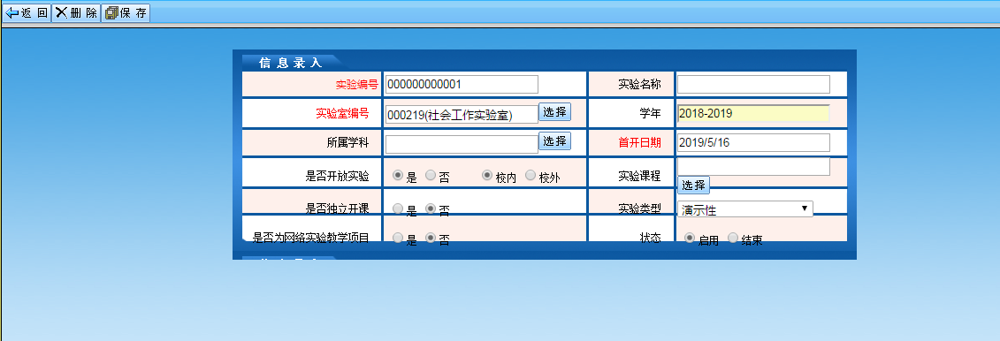 返 回 删 除 保 存
信 息 录 入
实验编号 000000000001 实验名称
实验室编号 000219(社会工作实验室) 选择 学年 2018-2019
所属学科 选择 首开日期 2019/5/16
是否开放实验 是 否 校内 校外 实验课程
选择
是否独立开课 是 否 实验类型 演示性
是否为网络实验教学项目 是 否 状态 启用 结束